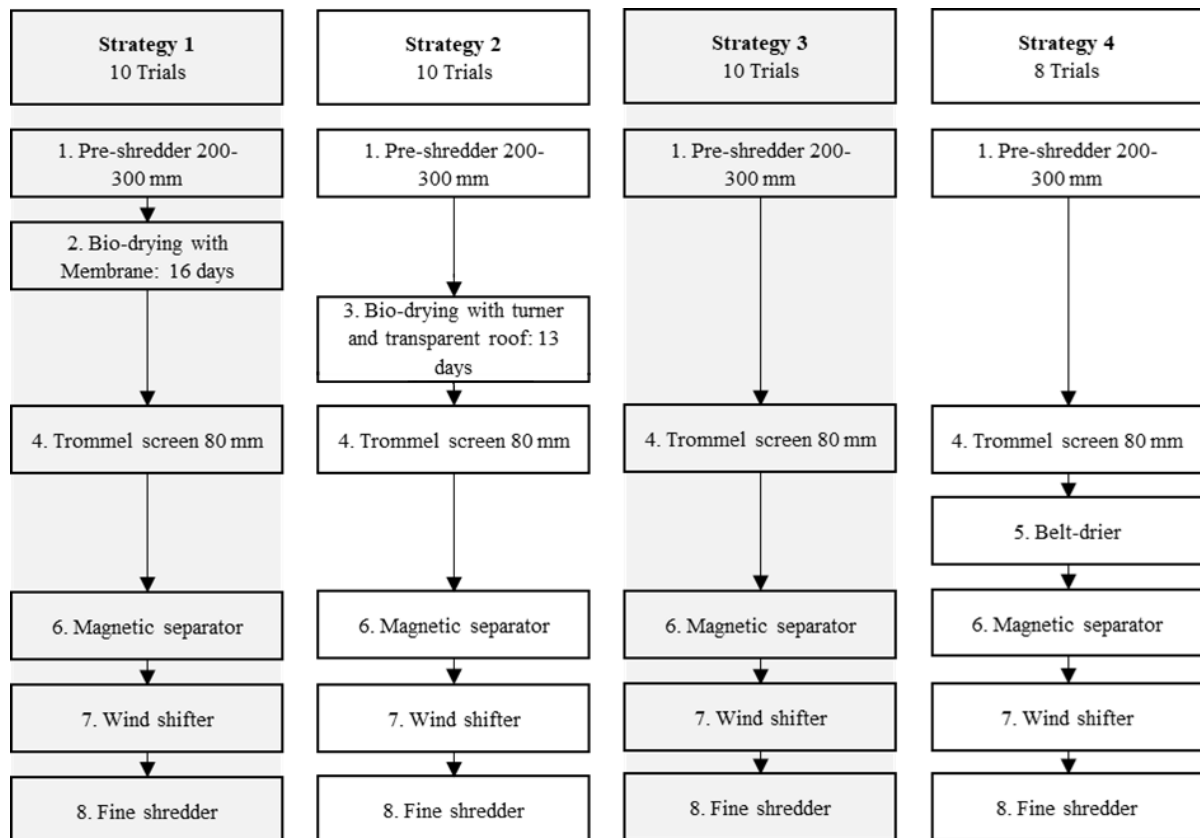 Strategy 1
10 Trials
1. Pre-shredder 200-
300 mm
2. Bio-drying with
Membrane: 16 days
4. Trommel screen 80 mm
6. Magnetic separator
7. Wind shifter
8. Fine shredder
Strategy 2
10 Trials
1. Pre-shredder 200-
300 mm
3. Bio-drying with turner
and transparent roof: 13
days
4. Trommel screen 80 mm
6. Magnetic separator
7. Wind shifter
8. Fine shredder
Strategy 3
10 Trials
1. Pre-shredder 200-
300 mm
4. Trommel screen 80 mm
6. Magnetic separator
7. Wind shifter
8. Fine shredder
Strategy 4
8 Trials
1. Pre-shredder 200-
300 mm
4. Trommel screen 80 mm
5. Belt-drier
6. Magnetic separator
7. Wind shifter
8. Fine shredder